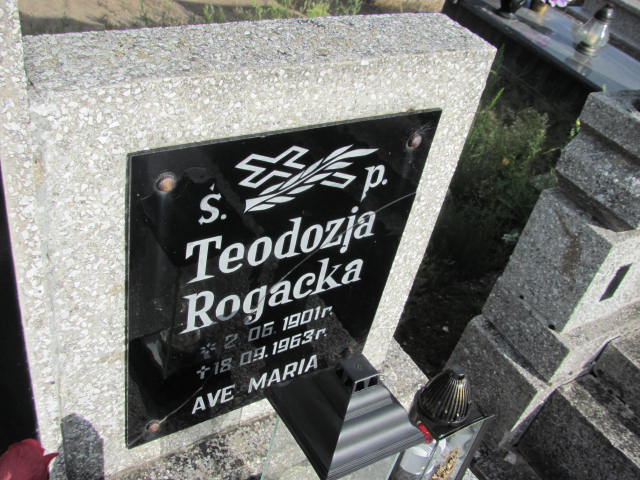 Ś. p.
Teodozja
Rogacka
* 2 06.1901r.
† 18.09.1963r.
AVE MARIA